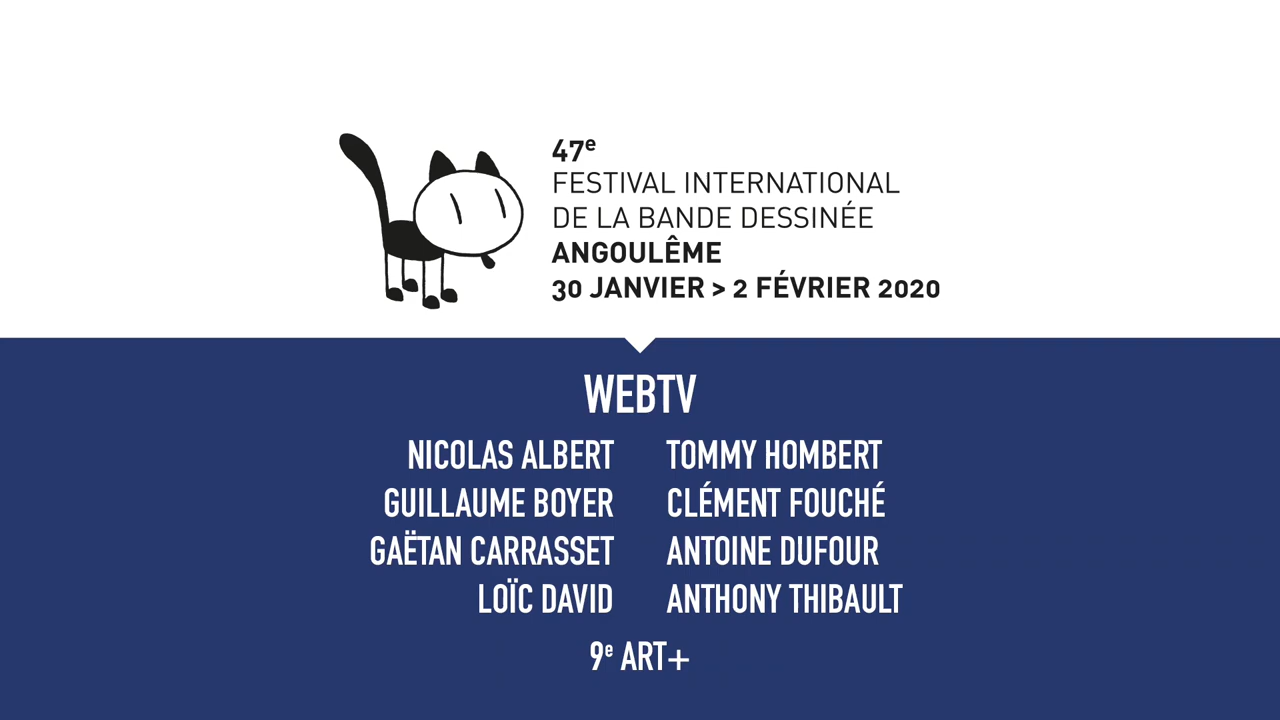 47e
FESTIVAL INTERNATIONAL
DE LA BANDE DESSINÉE
ANGOULÊME
30 JANVIER > 2 FÉVRIER 2020
WEBTV
NICOLAS ALBERT
GUILLAUME BOYER
GAËTAN CARRASSET
LOÏC DAVID
TOMMY HOMBERT
CLÉMENT FOUCHÉ
ANTOINE DUFOUR
ANTHONY THIBAULT
9e ART+